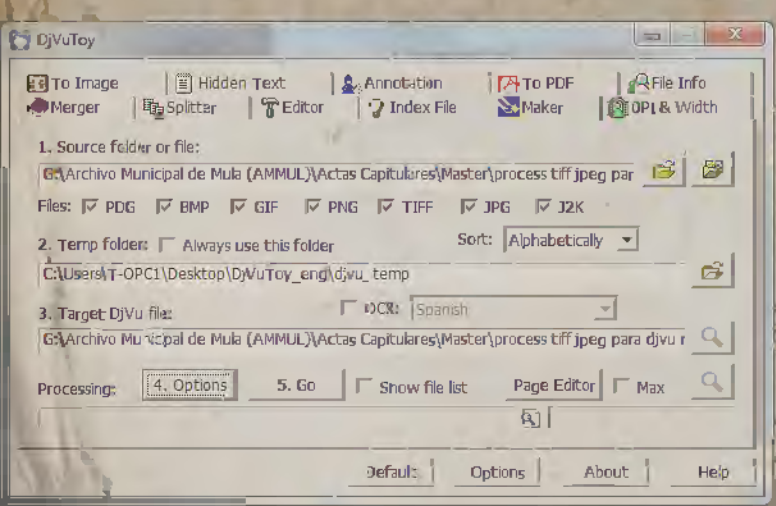 DjVuToy
To Image Hidden Text Annotation To PDF File Info
Merger Splitter Editor Index File Maker & Width
1. Source folder or file:
G:\Archivo Municipal de Mula (AMMUL)\Actas Capitulares\Master\process tiff jpeg par
Files: PDG BMP GIF PNG TIFF JPG J2K
2. Temp folder: Always use this folder Sort: Alphabetically
C:\Users\T-OPC1\Desktop\DjVuToy_eng\djvu_temp
3. Target DjVu file: OCR: Spanish
G:\Archivo Municipal de Mula (AMMUL)\Actas Capitulares\Master\process tiff jpeg para djvu r
Processing: 4. Options 5. Go Show file list Page Editor Max
Default Options About Help